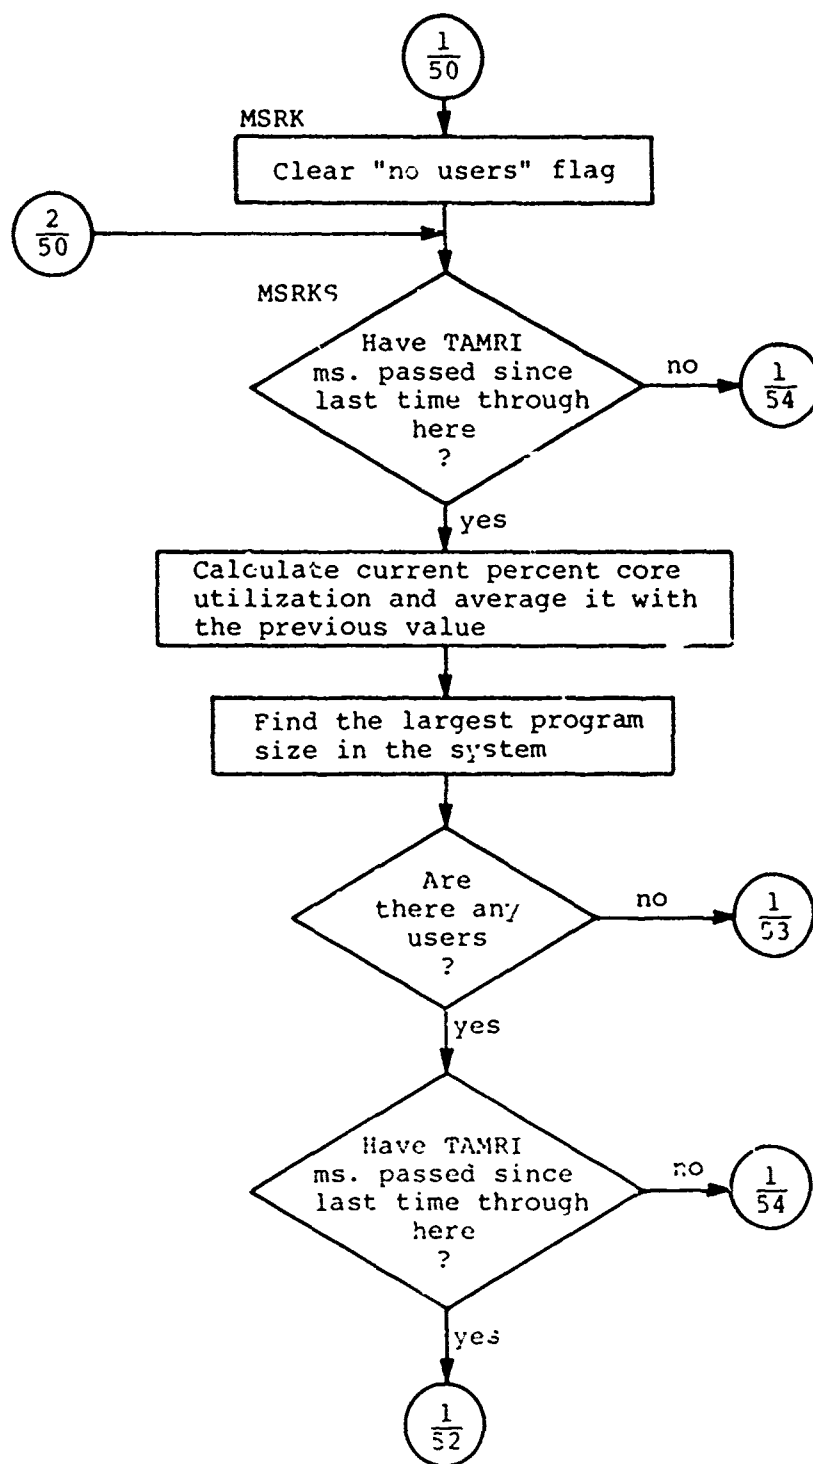 1
50
MSRK
Clear "no users" flag
2
50
MSRKS
Have TAMRI
ms. passed since
last time through
here
?
no
1
54
yes
Calculate current percent core
utilization and average it with
the previous value
Find the largest program
size in the system
Are
there any
users
?
no
1
53
yes
Have TAMRI
ms. passed since
last time through
here
?
no
1
54
yes
1
52